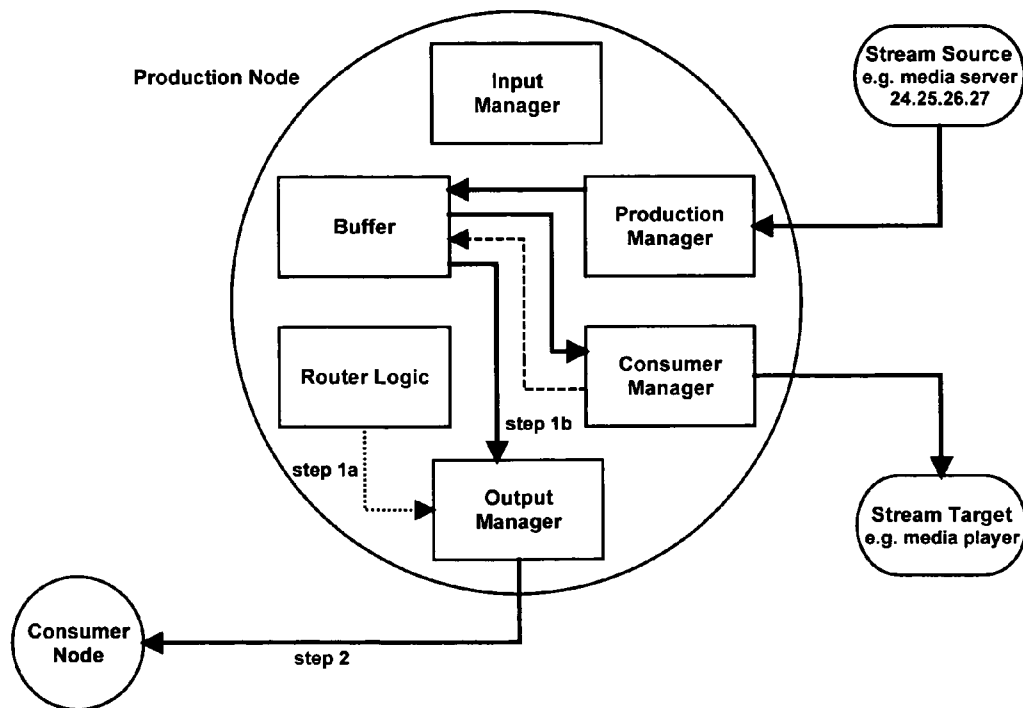 Stream Source
e.g. media server
24.25.26.27
Production Node
Input
Manager
Buffer
Production
Manager
Router Logic
Consumer
Manager
step 1b
step 1a
Output
Manager
Stream Target
e.g. media player
Consumer
Node
step 2